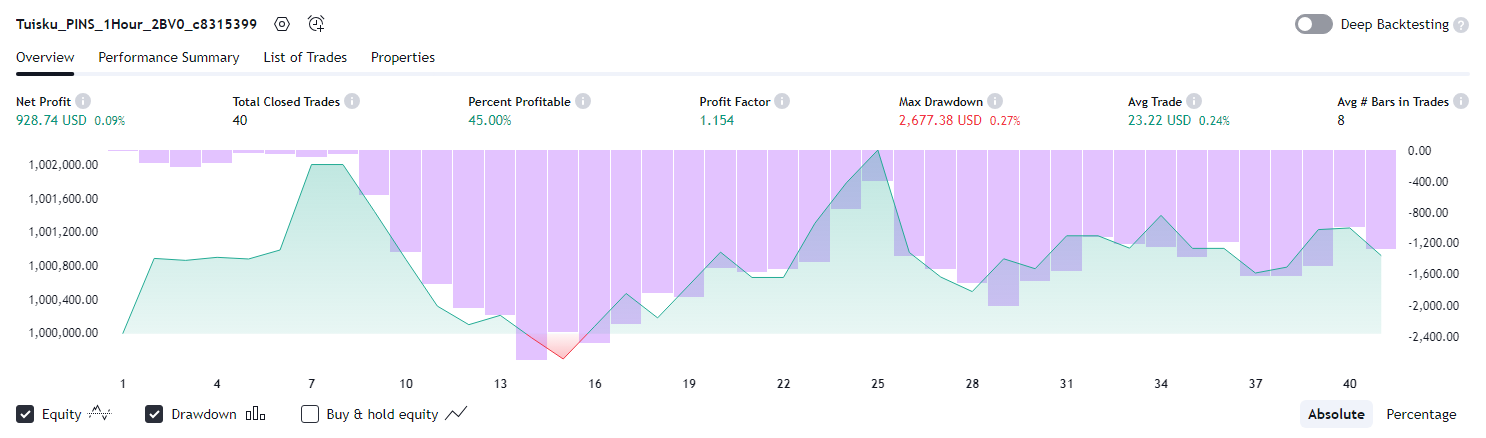 Tuisku_PINS_1Hour_2BV0_c8315399 Deep Backtesting ?
Overview Performance Summary List of Trades Properties
Net Profit i Total Closed Trades i Percent Profitable i Profit Factor i Max Drawdown i Avg Trade i Avg # Bars in Trades i
928.74 USD 0.09% 40 45.00% 1.154 2,677.38 USD 0.27% 23.22 USD 0.24% 8
1,002,000.00 0.00
1,001,600.00 -400.00
1,001,200.00 -800.00
1,000,800.00 -1,200.00
1,000,400.00 -1,600.00
1,000,000.00 -2,000.00
-2,400.00
1 4 7 10 13 16 19 22 25 28 31 34 37 40
Equity Drawdown Buy & hold equity Absolute Percentage